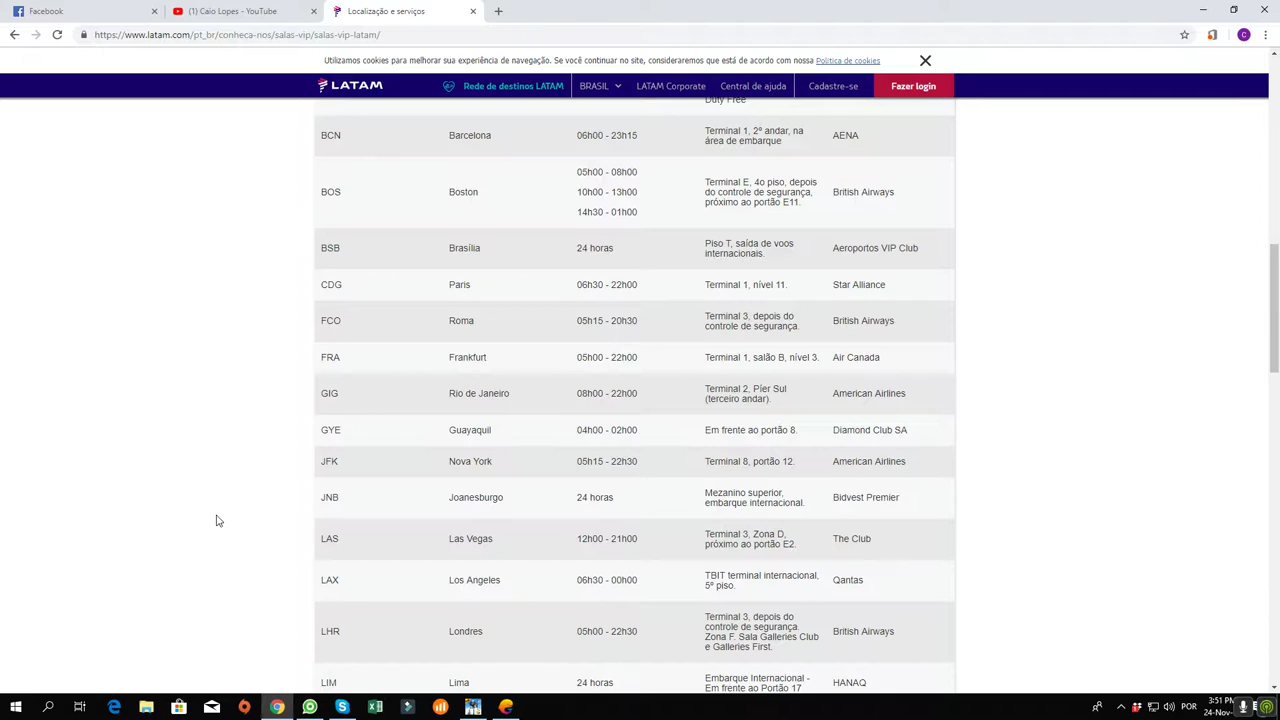 Facebook
(1) Caio Lopes - YouTube
Localização e serviços
https://www.latam.com/pt_br/conheca-nos/salas-vip/salas-vip-latam/
C
Utilizamos cookies para melhorar sua experiência de navegação. Se você continuar no site, consideraremos que está de acordo com nossa Política de cookies
LATAM
Rede de destinos LATAM
BRASIL
LATAM Corporate
Central de ajuda
Cadastre-se
Fazer login
Duty Free
BCN Barcelona 06h00 - 23h15 Terminal 1, 2º andar, na AENA
área de embarque
05h00 - 08h00
BOS Boston 10h00 - 13h00 Terminal E, 4o piso, depois British Airways
do controle de segurança,
próximo ao portão E11.
14h30 - 01h00
BSB Brasília 24 horas Piso T, saída de voos Aeroportos VIP Club
internacionais.
CDG Paris 06h30 - 22h00 Terminal 1, nível 11. Star Alliance
FCO Roma 05h15 - 20h30 Terminal 3, depois do British Airways
controle de segurança.
FRA Frankfurt 05h00 - 22h00 Terminal 1, salão B, nível 3. Air Canada
GIG Rio de Janeiro 08h00 - 22h00 Terminal 2, Píer Sul American Airlines
(terceiro andar).
GYE Guayaquil 04h00 - 02h00 Em frente ao portão 8. Diamond Club SA
JFK Nova York 05h15 - 22h30 Terminal 8, portão 12. American Airlines
JNB Joanesburgo 24 horas Mezanino superior, Bidvest Premier
embarque internacional.
LAS Las Vegas 12h00 - 21h00 Terminal 3, Zona D, The Club
próximo ao portão E2.
LAX Los Angeles 06h30 - 00h00 TBIT terminal internacional, Qantas
5º piso.
LHR Londres 05h00 - 22h30 Terminal 3, depois do British Airways
controle de segurança.
Zona F. Sala Galleries Club
e Galleries First.
LIM Lima 24 horas Embarque Internacional - HANAQ
Em frente ao Portão 17
POR
3:51 PM
24-Nov